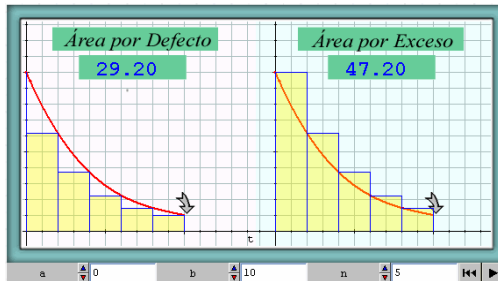 Área por Defecto
29.20
Área por Exceso
47.20
t
a 0 b 10 n 5